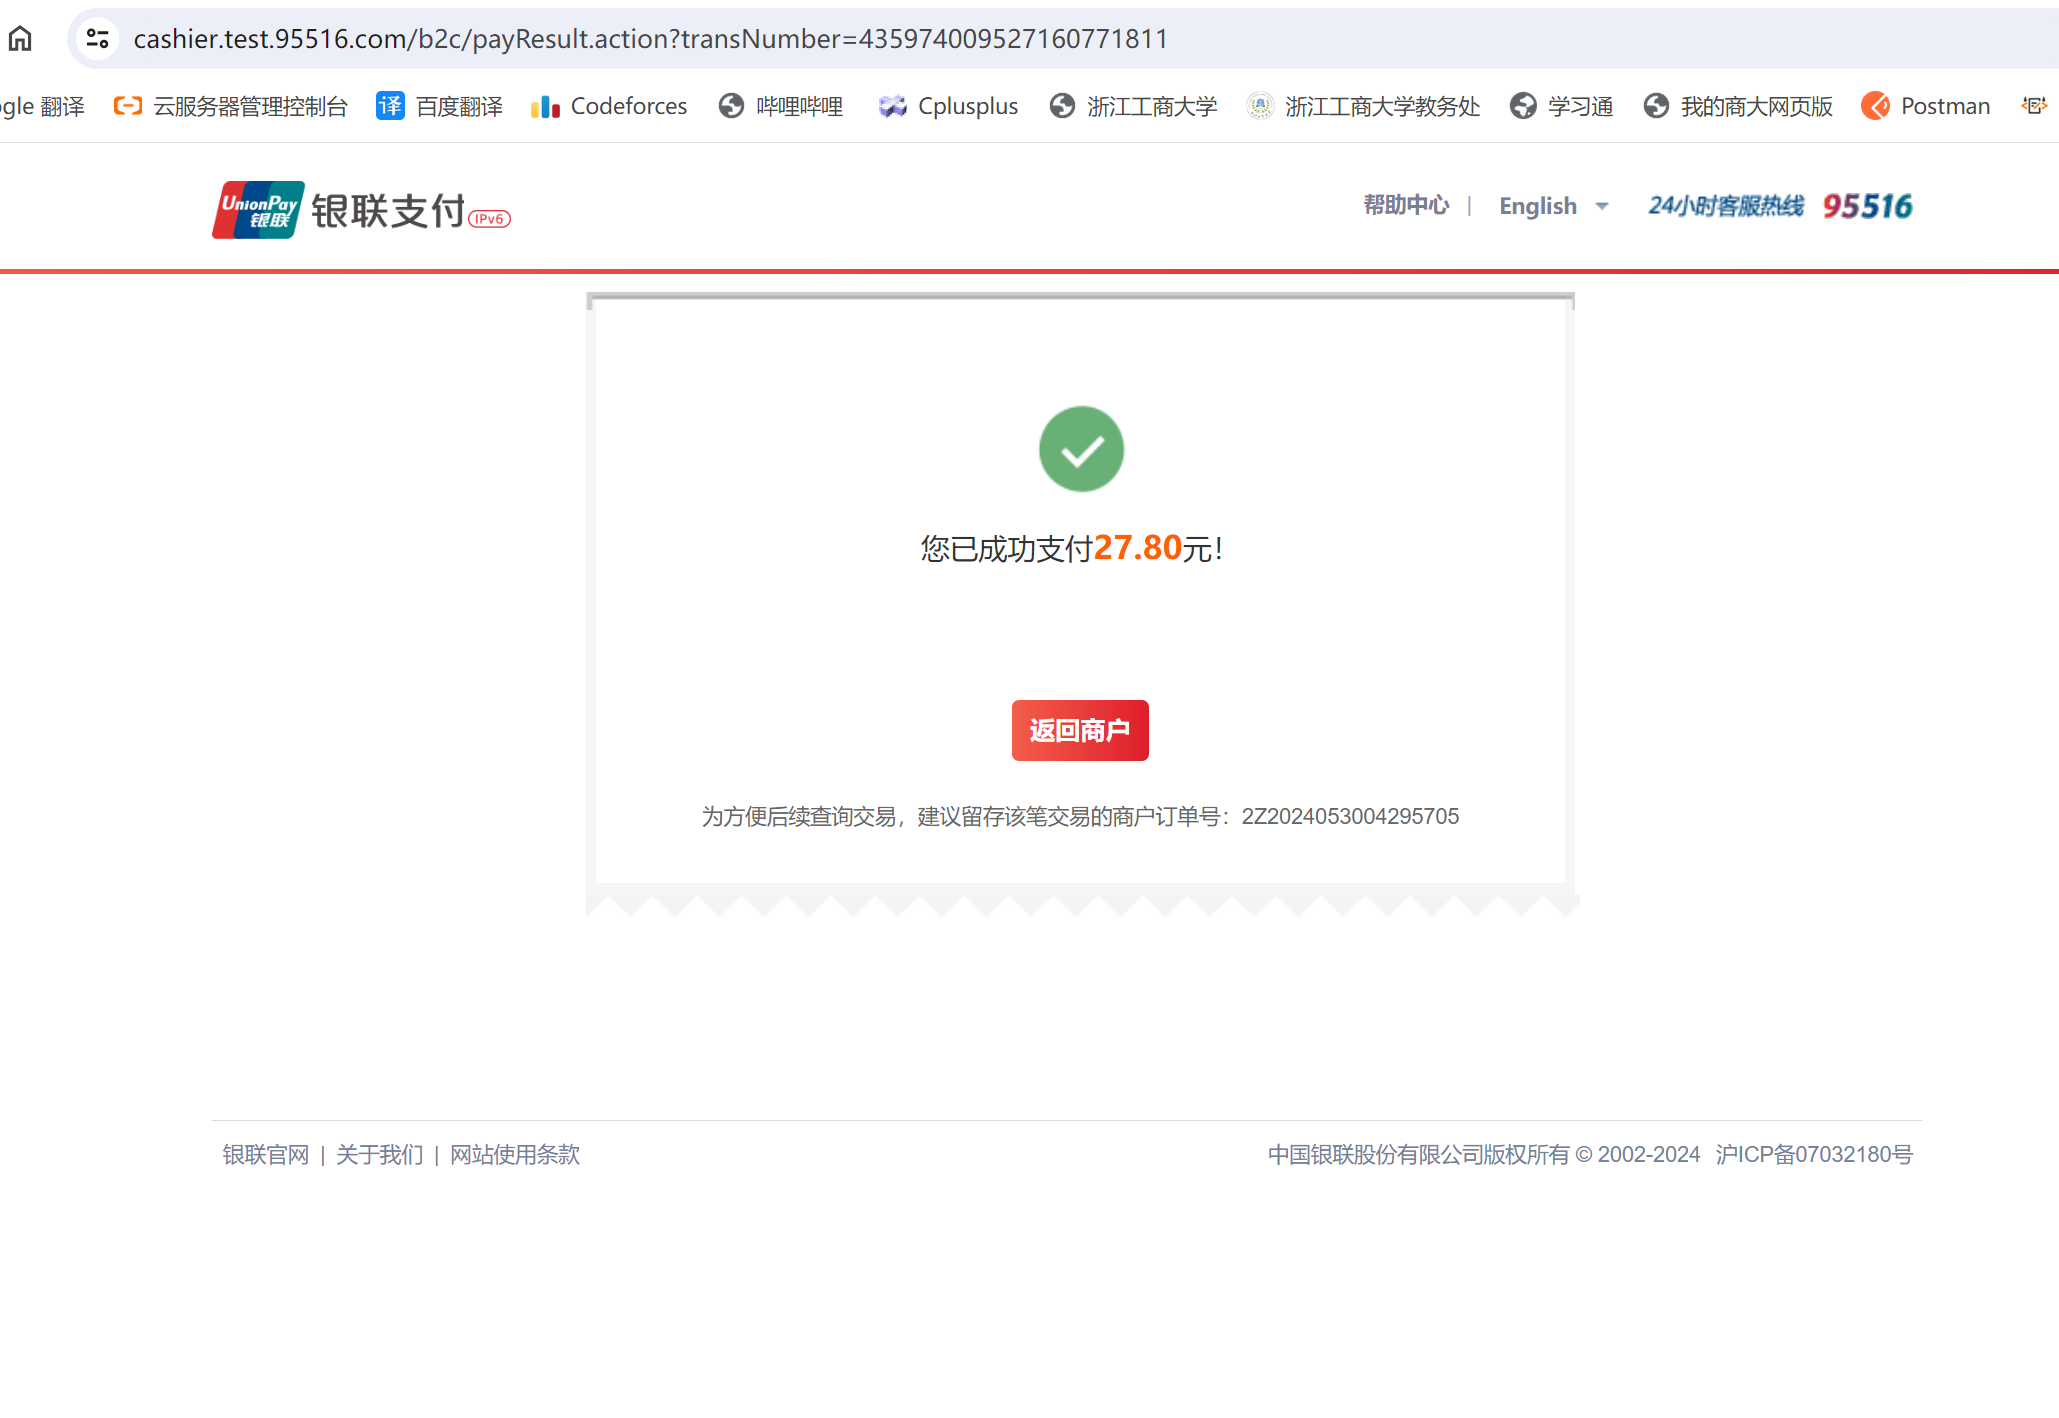 cashier.test.95516.com/b2c/payResult.action?transNumber=435974009527160771811
gle 翻译 云服务器管理控制台 译 百度翻译 Codeforces 哔哩哔哩 Cplusplus 浙江工商大学 浙江工商大学教务处 学习通 我的商大网页版 Postman
UnionPay 银联 银联支付 IPv6 帮助中心 | English 24小时客服热线 95516
您已成功支付27.80元！
返回商户
为方便后续查询交易，建议留存该笔交易的商户订单号：2Z2024053004295705
银联官网 | 关于我们 | 网站使用条款 中国银联股份有限公司版权所有 © 2002-2024 沪ICP备07032180号